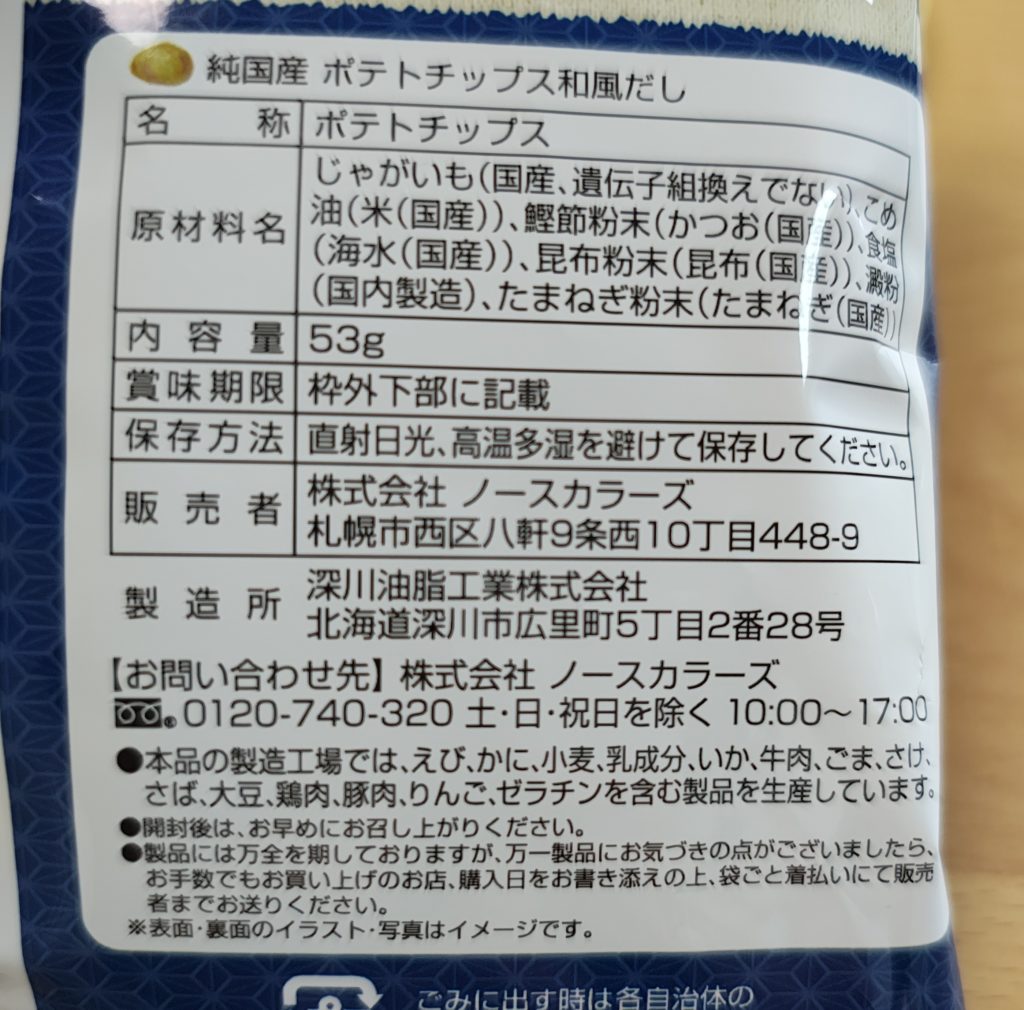 純国産 ポテトチップス和風だし
名称 ポテトチップス
原材料名 じゃがいも(国産、遺伝子組換えでない)、こめ
油(米(国産))、鰹節粉末(かつお(国産))、食塩
(海水(国産))、昆布粉末(昆布(国産))、澱粉
(国内製造)、たまねぎ粉末(たまねぎ(国産))
内容量 53g
賞味期限 枠外下部に記載
保存方法 直射日光、高温多湿を避けて保存してください。
販売者 株式会社 ノースカラーズ
札幌市西区八軒9条西10丁目448-9
製造所 深川油脂工業株式会社
北海道深川市広里町5丁目2番28号
【お問い合わせ先】 株式会社 ノースカラーズ
0120-740-320 土・日・祝日を除く 10:00～17:00
●本品の製造工場では、えび、かに、小麦、乳成分、いか、牛肉、ごま、さけ、
さば、大豆、鶏肉、豚肉、りんご、ゼラチンを含む製品を生産しています。
●開封後は、お早めにお召し上がりください。
●製品には万全を期しておりますが、万一製品にお気づきの点がございましたら、
お手数でもお買い上げのお店、購入日をお書き添えの上、袋ごと着払いにて販売
者までお送りください。
※表面・裏面のイラスト・写真はイメージです。
ごみに出す時は各自治体の